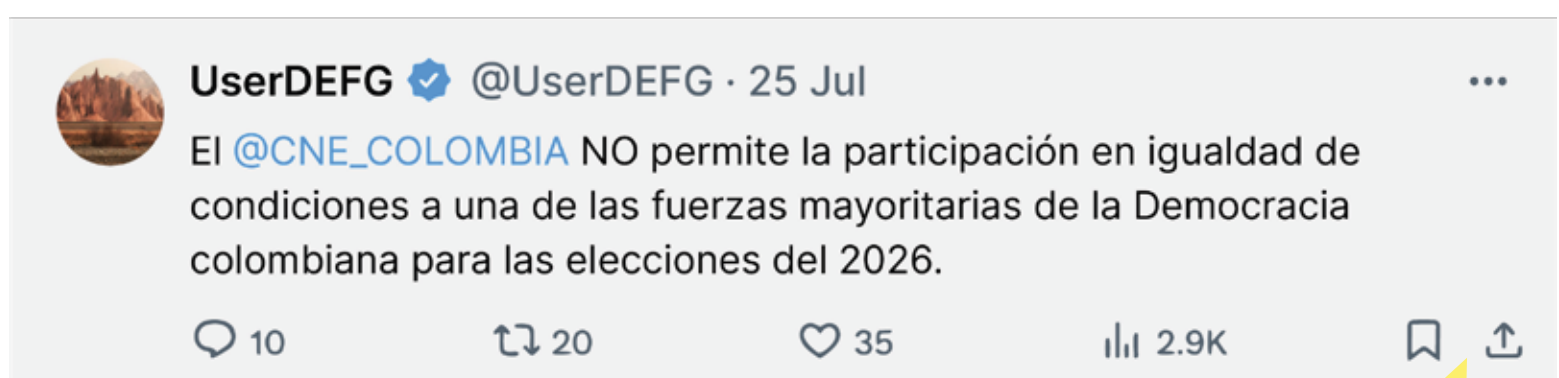 UserDEFG @UserDEFG · 25 Jul
El @CNE_COLOMBIA NO permite la participación en igualdad de
condiciones a una de las fuerzas mayoritarias de la Democracia
colombiana para las elecciones del 2026.
10 20 35 2.9K